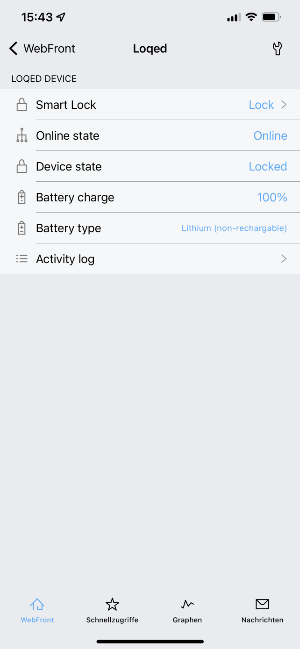 15:43
WebFront
Loqed
LOQED DEVICE
Smart Lock Lock
Online state Online
Device state Locked
Battery charge 100%
Battery type Lithium (non-rechargable)
Activity log
WebFront Schnellzugriffe Graphen Nachrichten